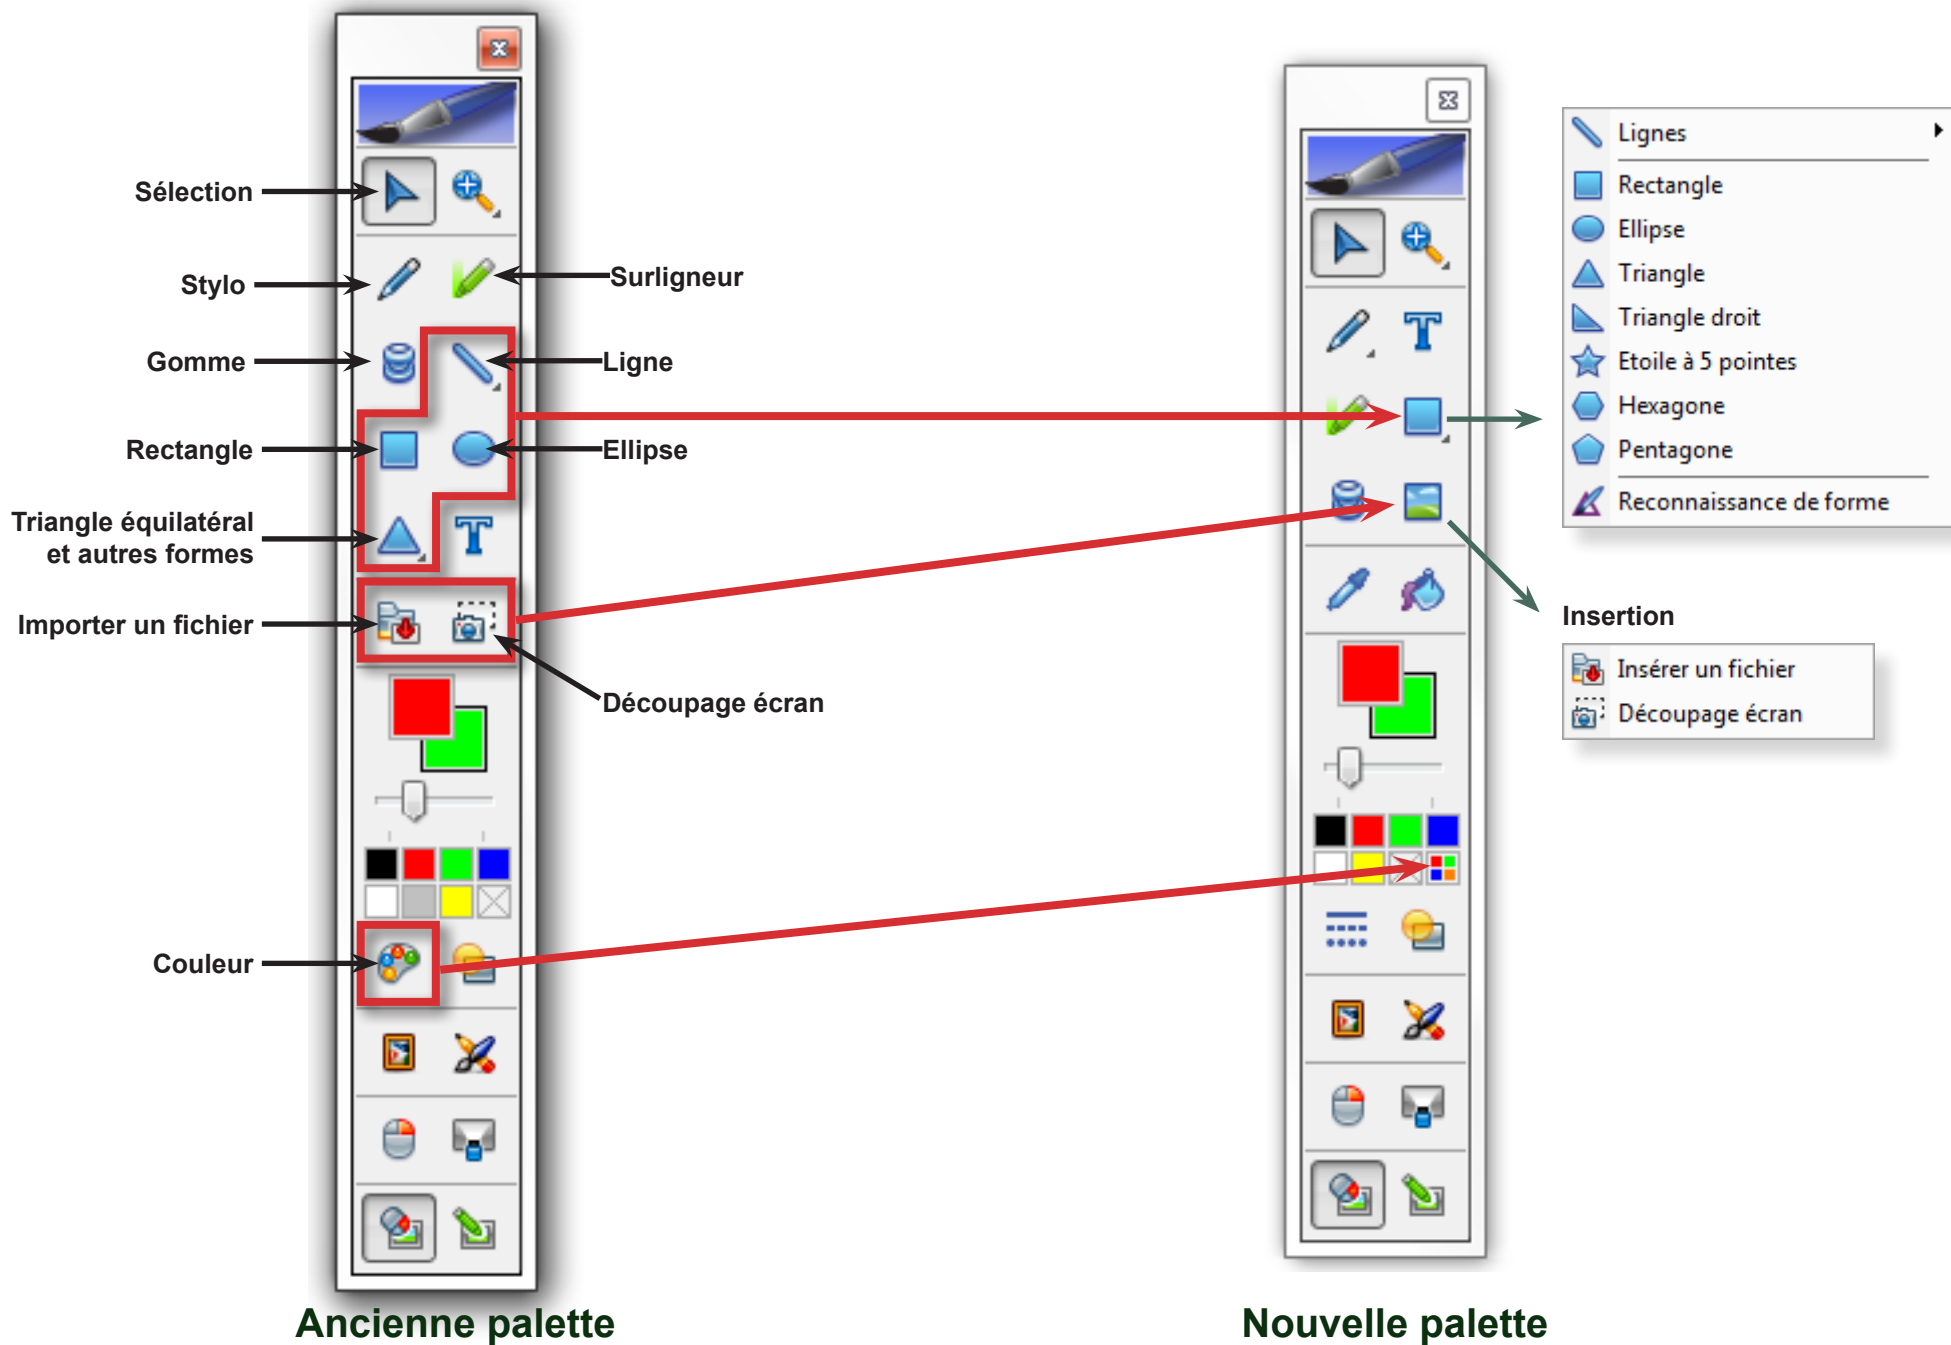 Sélection
Stylo
Surligneur
Gomme
Ligne
Rectangle
Ellipse
Triangle équilatéral
et autres formes
Importer un fichier
Découpage écran
Couleur
Ancienne palette
Lignes
Rectangle
Ellipse
Triangle
Triangle droit
Etoile à 5 pointes
Hexagone
Pentagone
Reconnaissance de forme
Insertion
Insérer un fichier
Découpage écran
Nouvelle palette